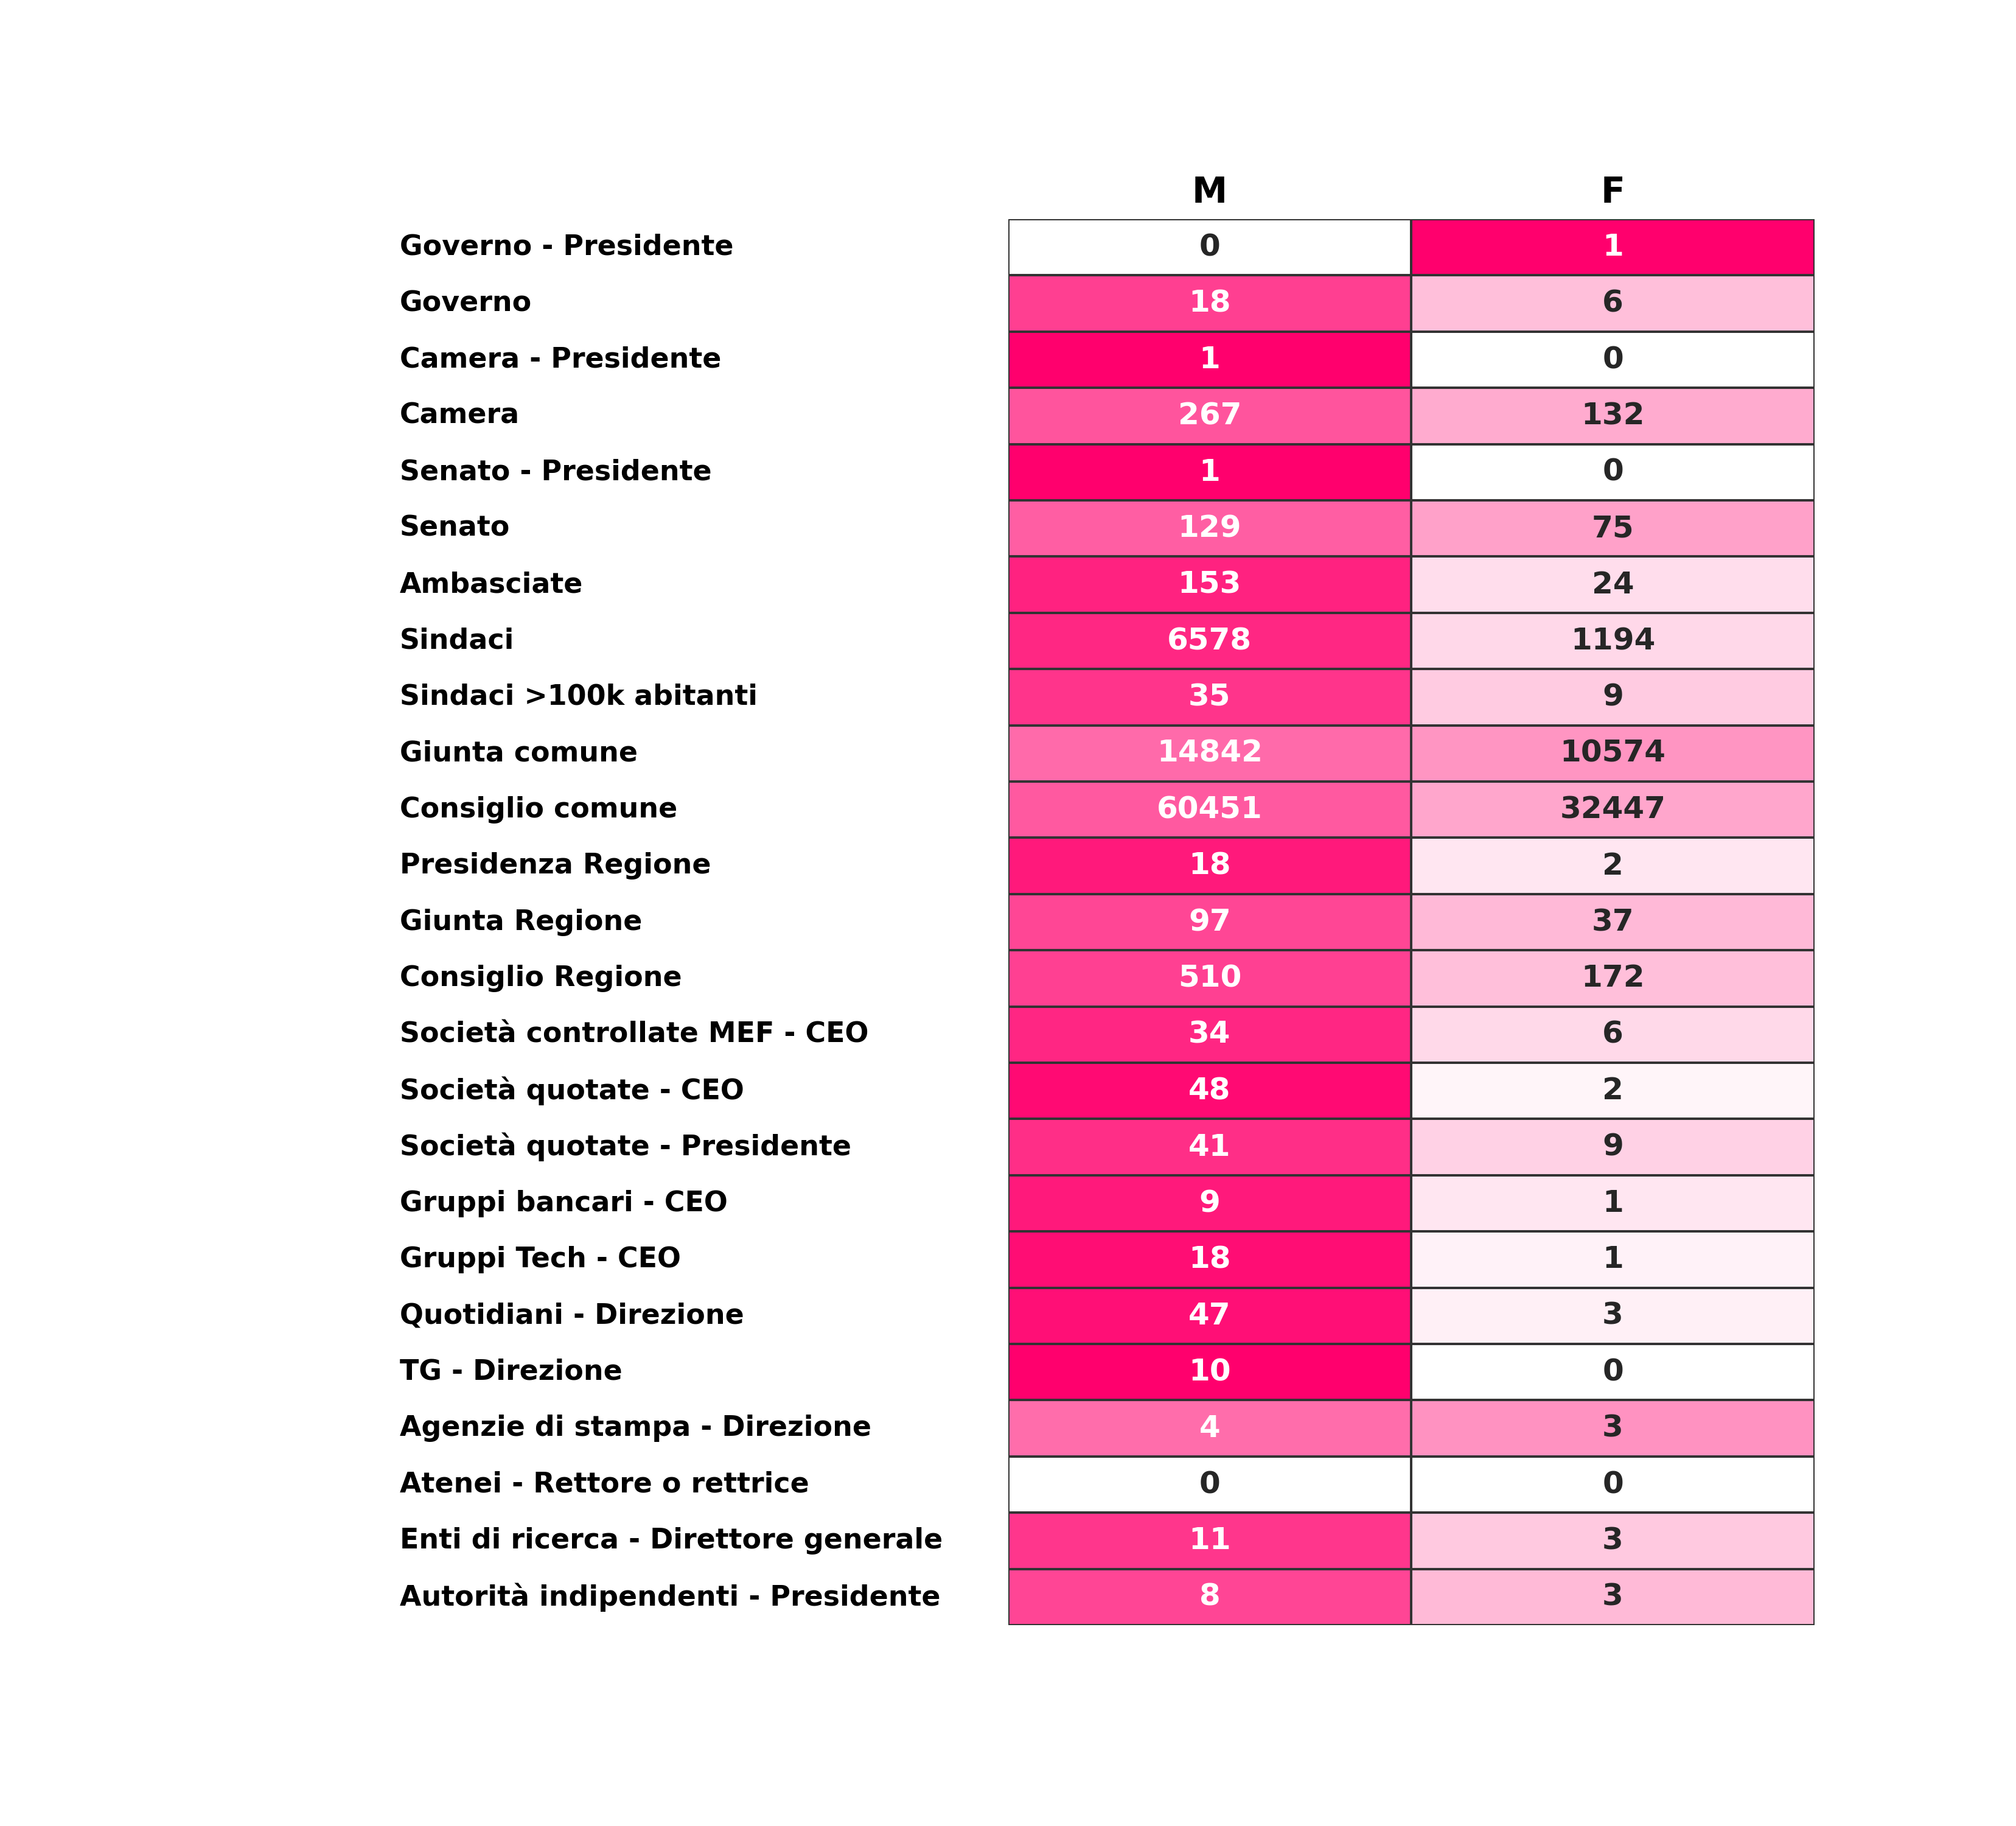 M F
Governo - Presidente 0 1
Governo 18 6
Camera - Presidente 1 0
Camera 267 132
Senato - Presidente 1 0
Senato 129 75
Ambasciate 153 24
Sindaci 6578 1194
Sindaci >100k abitanti 35 9
Giunta comune 14842 10574
Consiglio comune 60451 32447
Presidenza Regione 18 2
Giunta Regione 97 37
Consiglio Regione 510 172
Società controllate MEF - CEO 34 6
Società quotate - CEO 48 2
Società quotate - Presidente 41 9
Gruppi bancari - CEO 9 1
Gruppi Tech - CEO 18 1
Quotidiani - Direzione 47 3
TG - Direzione 10 0
Agenzie di stampa - Direzione 4 3
Atenei - Rettore o rettrice 0 0
Enti di ricerca - Direttore generale 11 3
Autorità indipendenti - Presidente 8 3